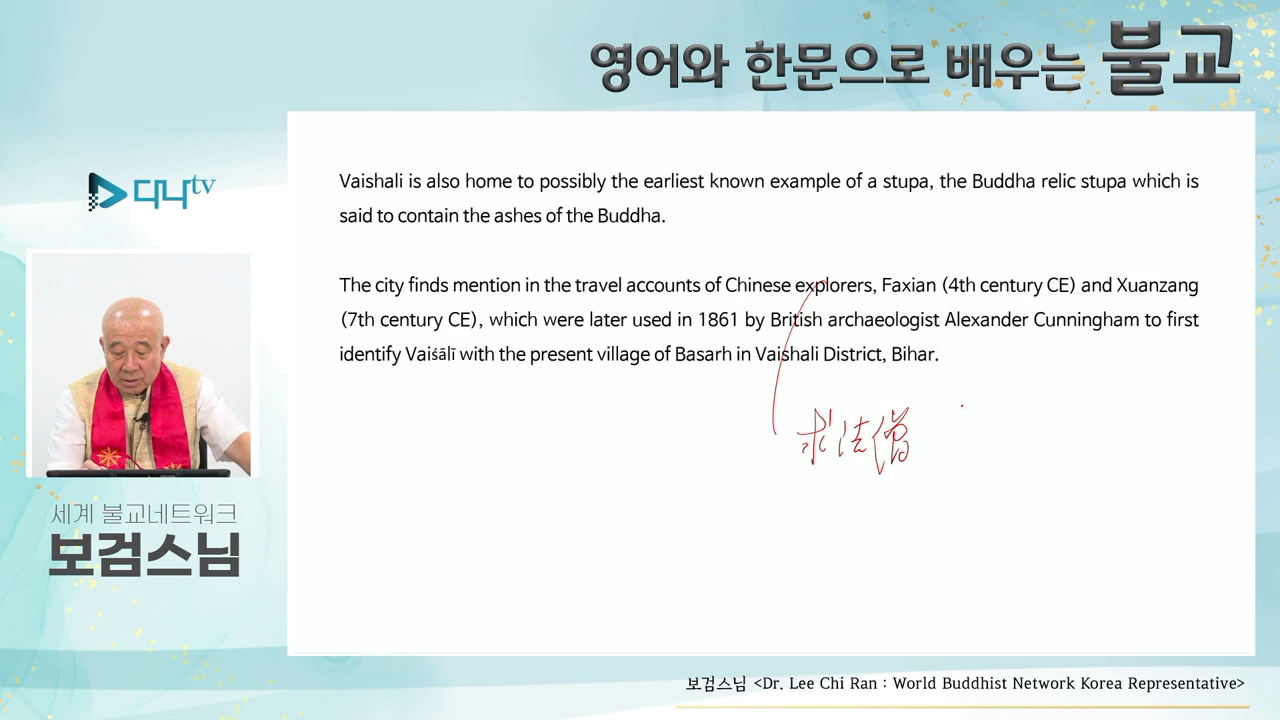 영어와 한문으로 배우는 불교
다나tv
Vaishali is also home to possibly the earliest known example of a stupa, the Buddha relic stupa which is
said to contain the ashes of the Buddha.
The city finds mention in the travel accounts of Chinese explorers, Faxian (4th century CE) and Xuanzang
(7th century CE), which were later used in 1861 by British archaeologist Alexander Cunningham to first
identify Vaiśālī with the present village of Basarh in Vaishali District, Bihar.
求法僧
세계 불교네트워크
보검스님
보검스님 <Dr. Lee Chi Ran : World Buddhist Network Korea Representative>